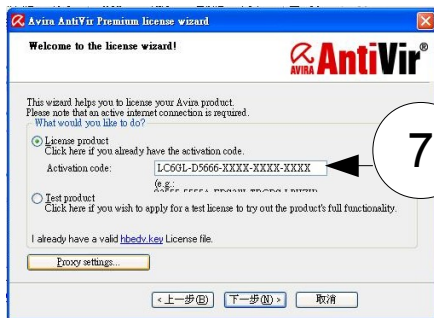 Avira AntiVir Premium license wizard
Welcome to the license wizard!
AVIRA AntiVir®
This wizard helps you to license your Avira product.
Please note that an active internet connection is required.
What would you like to do?
License product
Click here if you already have the activation code.
Activation code: LC6GL-D5666-XXXX-XXXX-XXXX
7
(e.g.:
Test product
Click here if you wish to apply for a test license to try out the product's full functionality.
I already have a valid hbedv.key License file.
Proxy settings...
<上一步(B) 下一步(N)> 取消